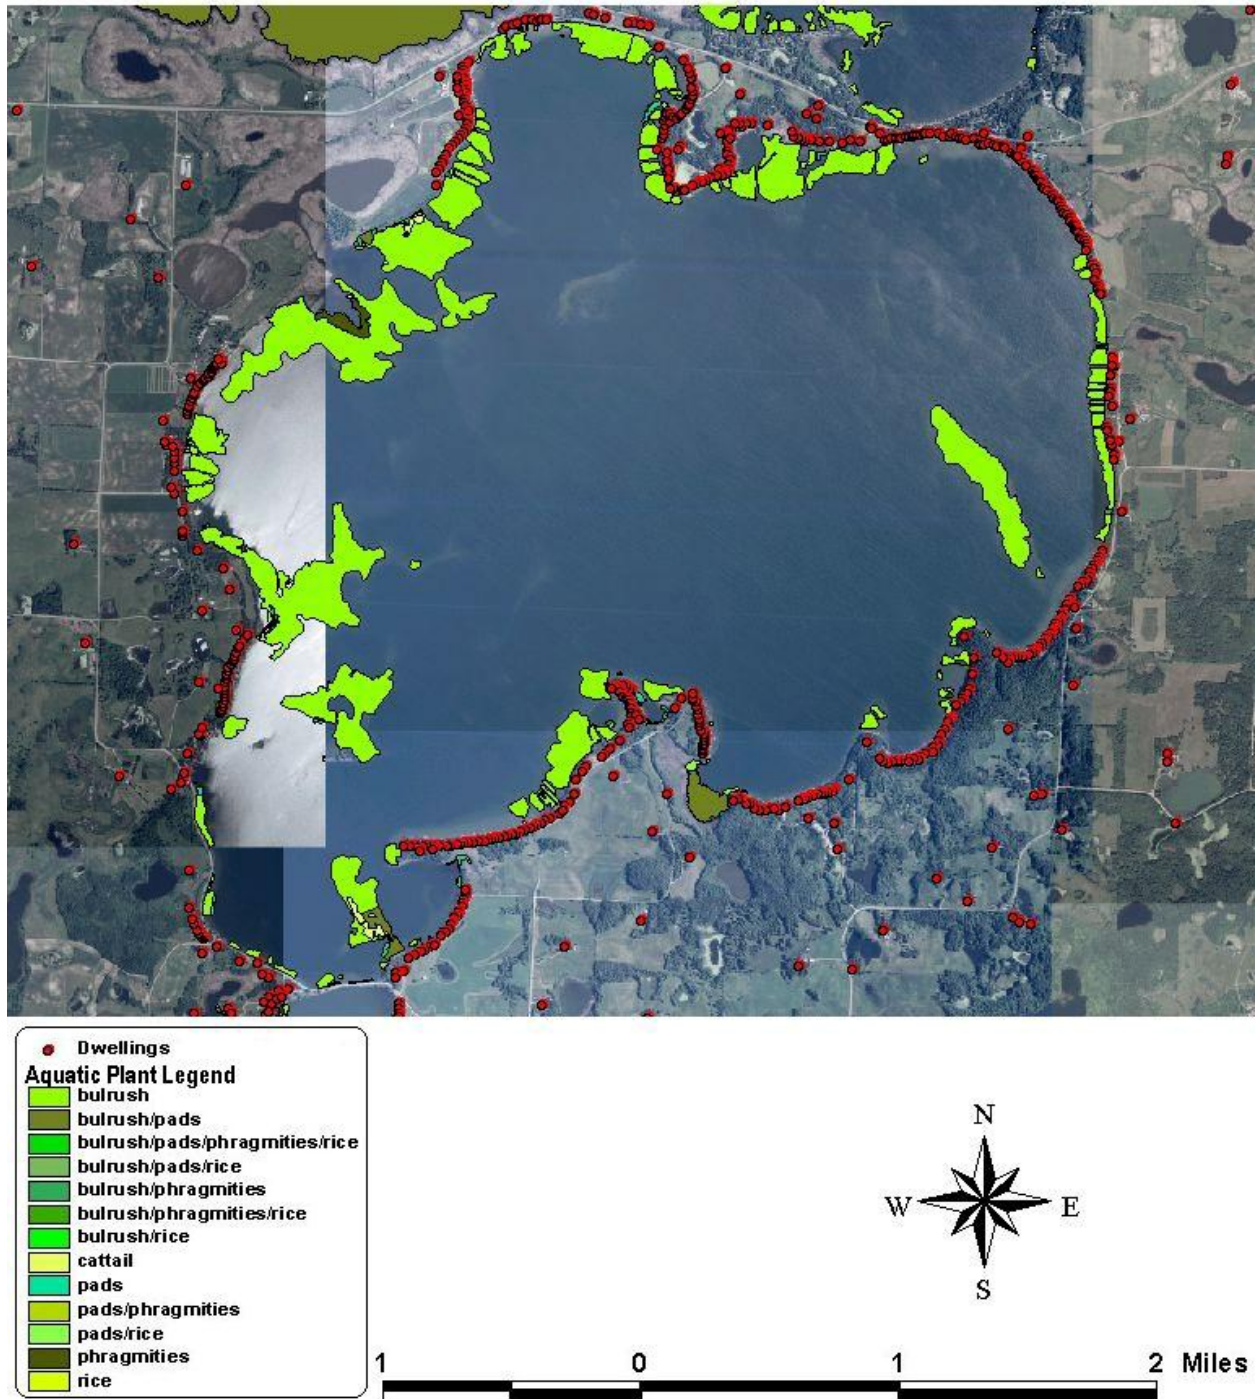 Dwellings
Aquatic Plant Legend
bulrush
bulrush/pads
bulrush/pads/phragmities/rice
bulrush/pads/rice
bulrush/phragmities
bulrush/phragmities/rice
bulrush/rice
cattail
pads
pads/phragmities
pads/rice
phragmities
rice
N
W E
S
1 0 1 2 Miles